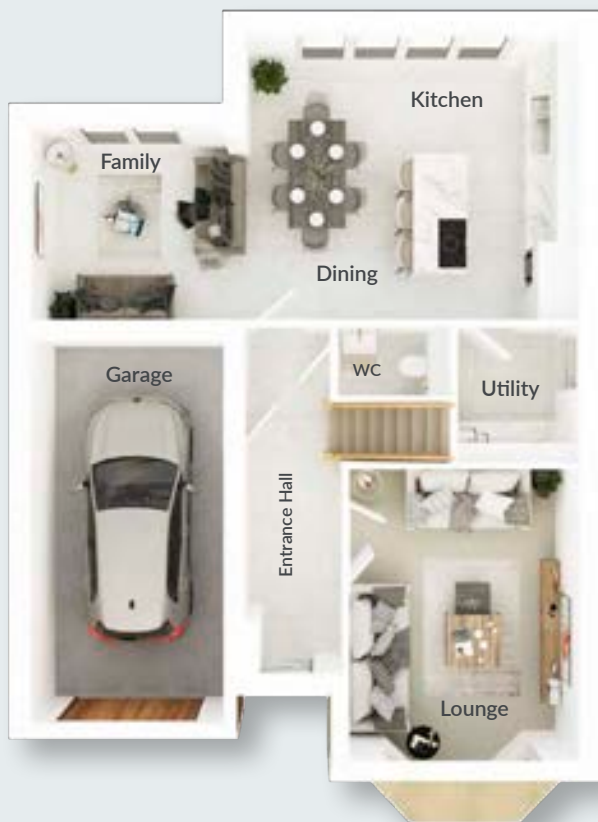 Kitchen
Family
Dining
Garage
WC
Utility
Entrance Hall
Lounge